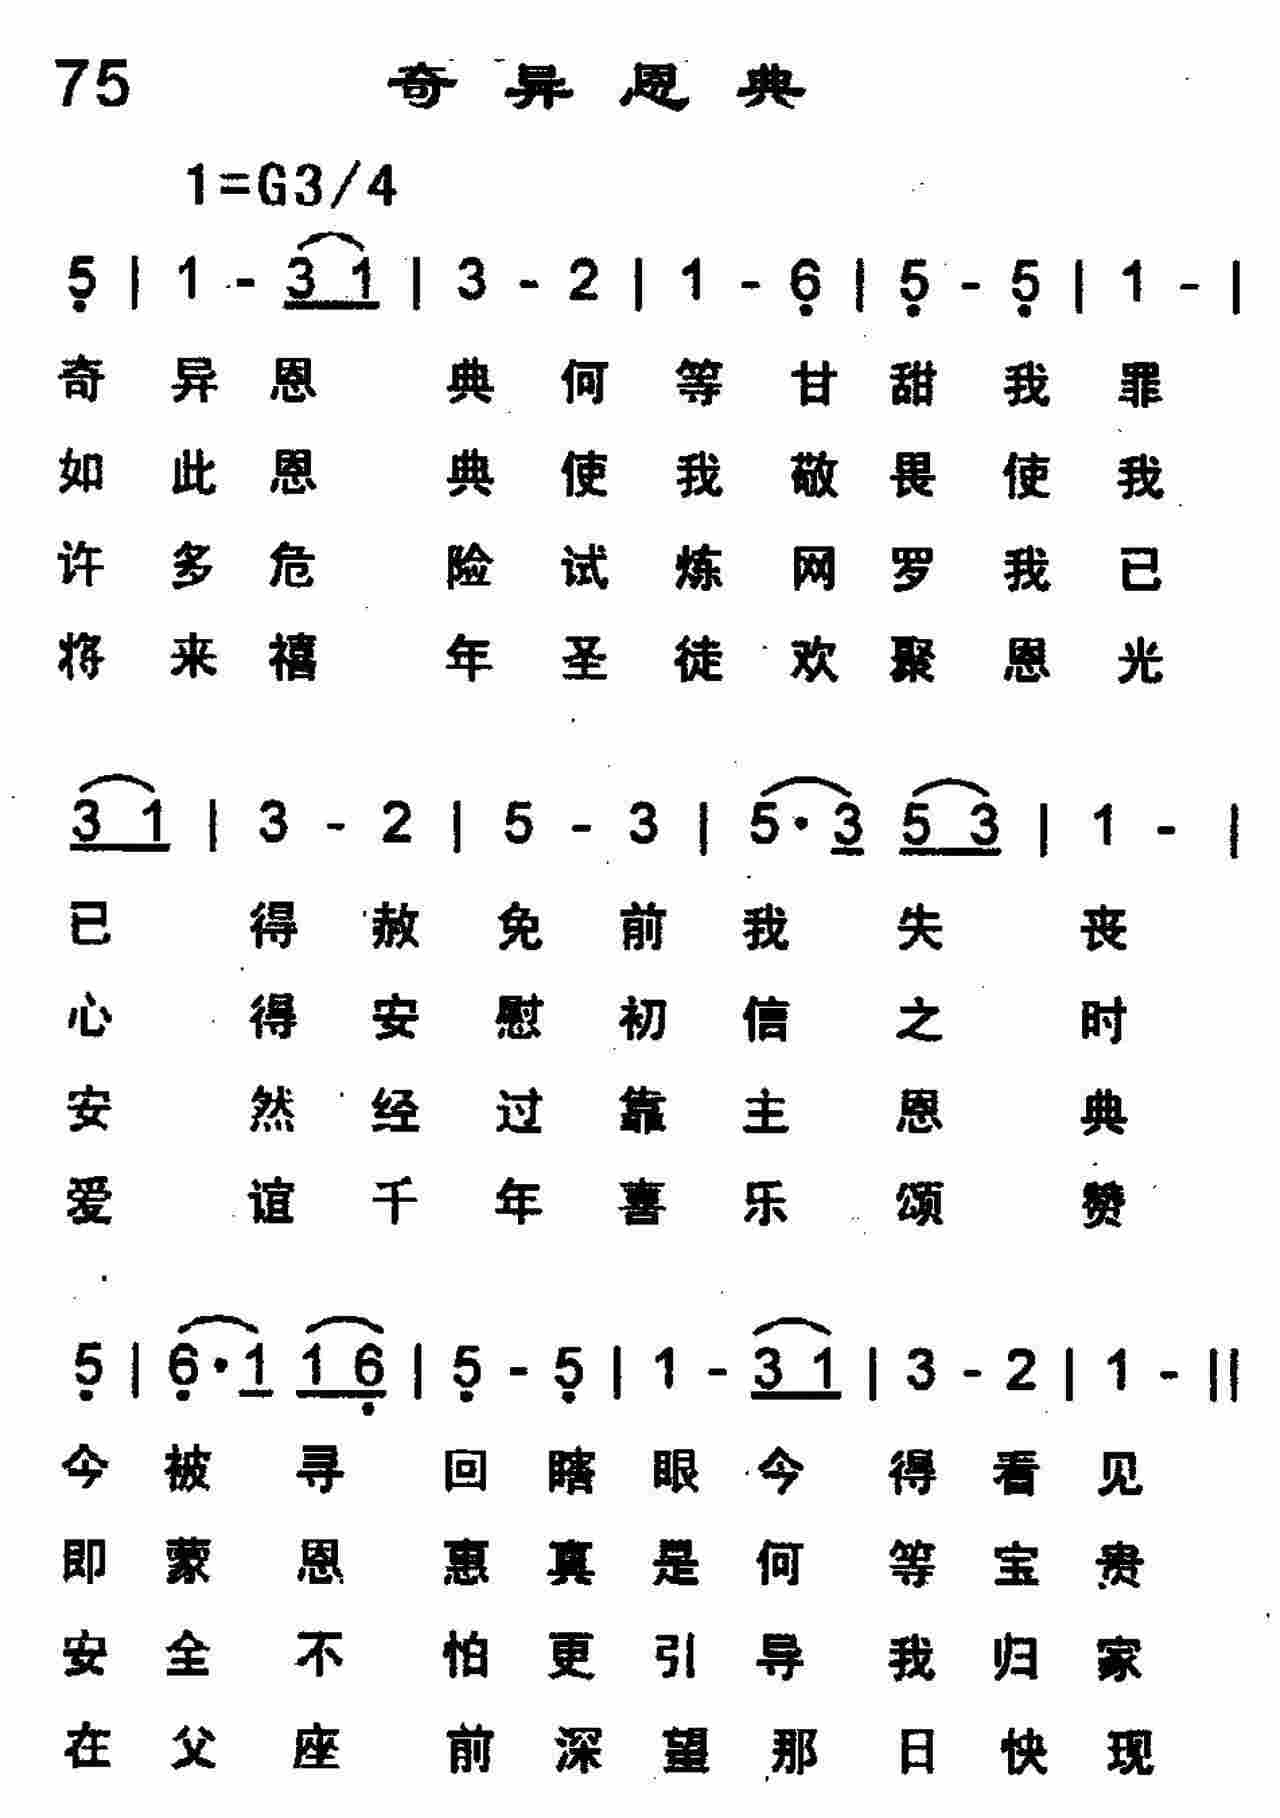 75 奇异恩典
1=G3/4
5̣ | 1 - 3 1 | 3 - 2 | 1 - 6̣ | 5̣ - 5̣ | 1 - |
奇 异 恩 典 何 等 甘 甜 我 罪
如 此 恩 典 使 我 敬 畏 使 我
许 多 危 险 试 炼 网 罗 我 已
将 来 禧 年 圣 徒 欢 聚 恩 光
3 1 | 3 - 2 | 5 - 3 | 5 · 3 5 3 | 1 - |
已 得 赦 免 前 我 失 丧
心 得 安 慰 初 信 之 时
安 然 经 过 靠 主 恩 典
爱 谊 千 年 喜 乐 颂 赞
5̣ | 6̣ · 1 1 6̣ | 5̣ - 5̣ | 1 - 3 1 | 3 - 2 | 1 - ||
今 被 寻 回 瞎 眼 今 得 看 见
即 蒙 恩 惠 真 是 何 等 宝 贵
安 全 不 怕 更 引 导 我 归 家
在 父 座 前 深 望 那 日 快 现